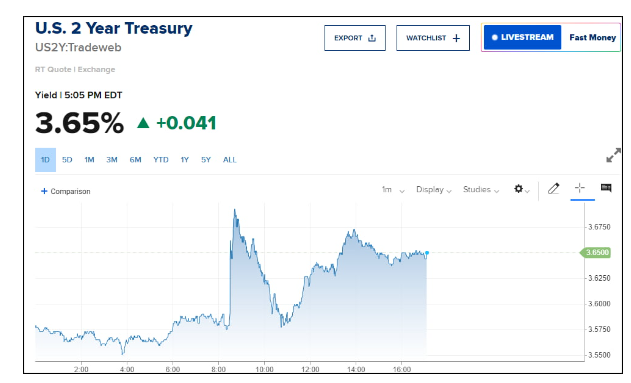 U.S. 2 Year Treasury
US2Y:Tradeweb
EXPORT
WATCHLIST +
LIVESTREAM
Fast Money
RT Quote | Exchange
Yield | 5:05 PM EDT
3.65% ▲ +0.041
1D 5D 1M 3M 6M YTD 1Y 5Y ALL
+ Comparison
1m Display Studies
3.6750
3.6500
3.6250
3.6000
3.5750
3.5500
2:00 4:00 6:00 8:00 10:00 12:00 14:00 16:00